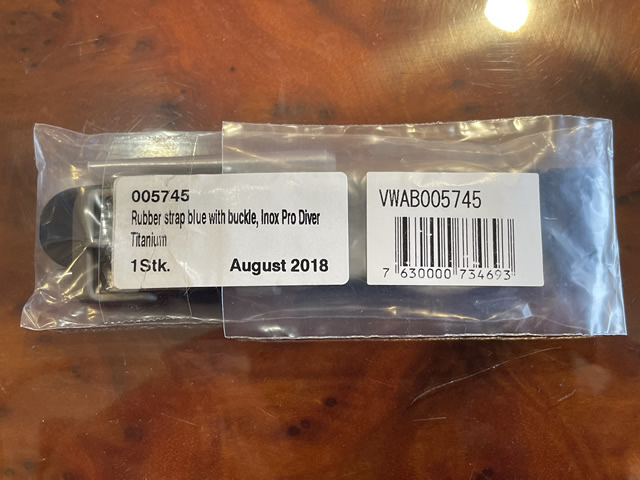 005745
Rubber strap blue with buckle, Inox Pro Diver
Titanium
1Stk. August 2018
VWAB005745
7 630000 734693